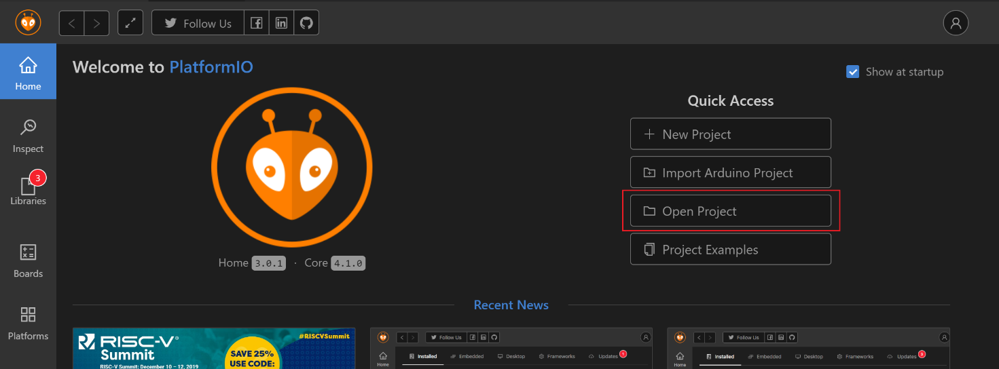 Follow Us
Home
Inspect
3
Libraries
Boards
Platforms
Welcome to PlatformIO
Show at startup
Home 3.0.1 · Core 4.1.0
Quick Access
New Project
Import Arduino Project
Open Project
Project Examples
Recent News
RISC-V®
Summit
RISC-V Summit: December 10 – 12, 2019
#RISCVSummit
SAVE 25%
USE CODE:
Follow Us
Home
Installed
Embedded
Desktop
Frameworks
Updates
1
Follow Us
Home
Installed
Embedded
Desktop
Frameworks
Updates
3